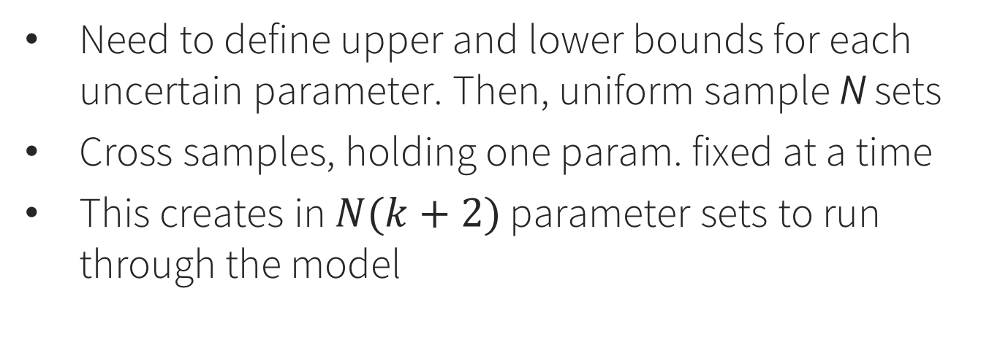 • Need to define upper and lower bounds for each
uncertain parameter. Then, uniform sample N sets
• Cross samples, holding one param. fixed at a time
• This creates in N(k + 2) parameter sets to run
through the model